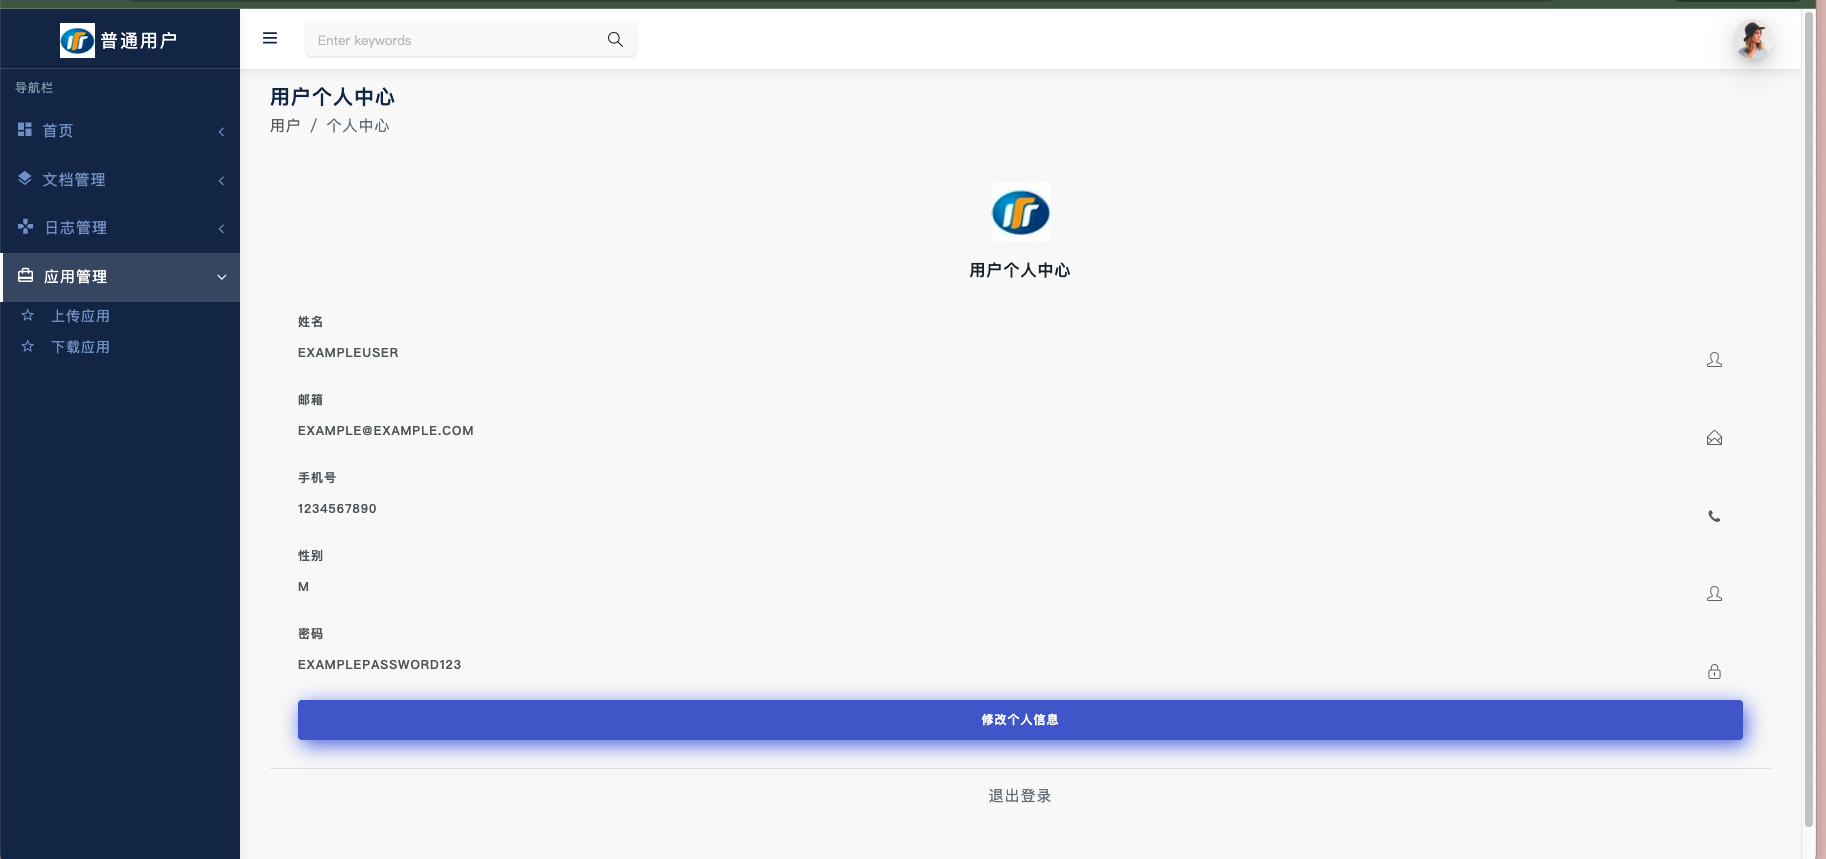 普通用户
Enter keywords
导航栏
首页
文档管理
日志管理
应用管理
上传应用
下载应用
用户个人中心
用户 / 个人中心
用户个人中心
姓名
EXAMPLEUSER
邮箱
EXAMPLE@EXAMPLE.COM
手机号
1234567890
性别
M
密码
EXAMPLEPASSWORD123
修改个人信息
退出登录